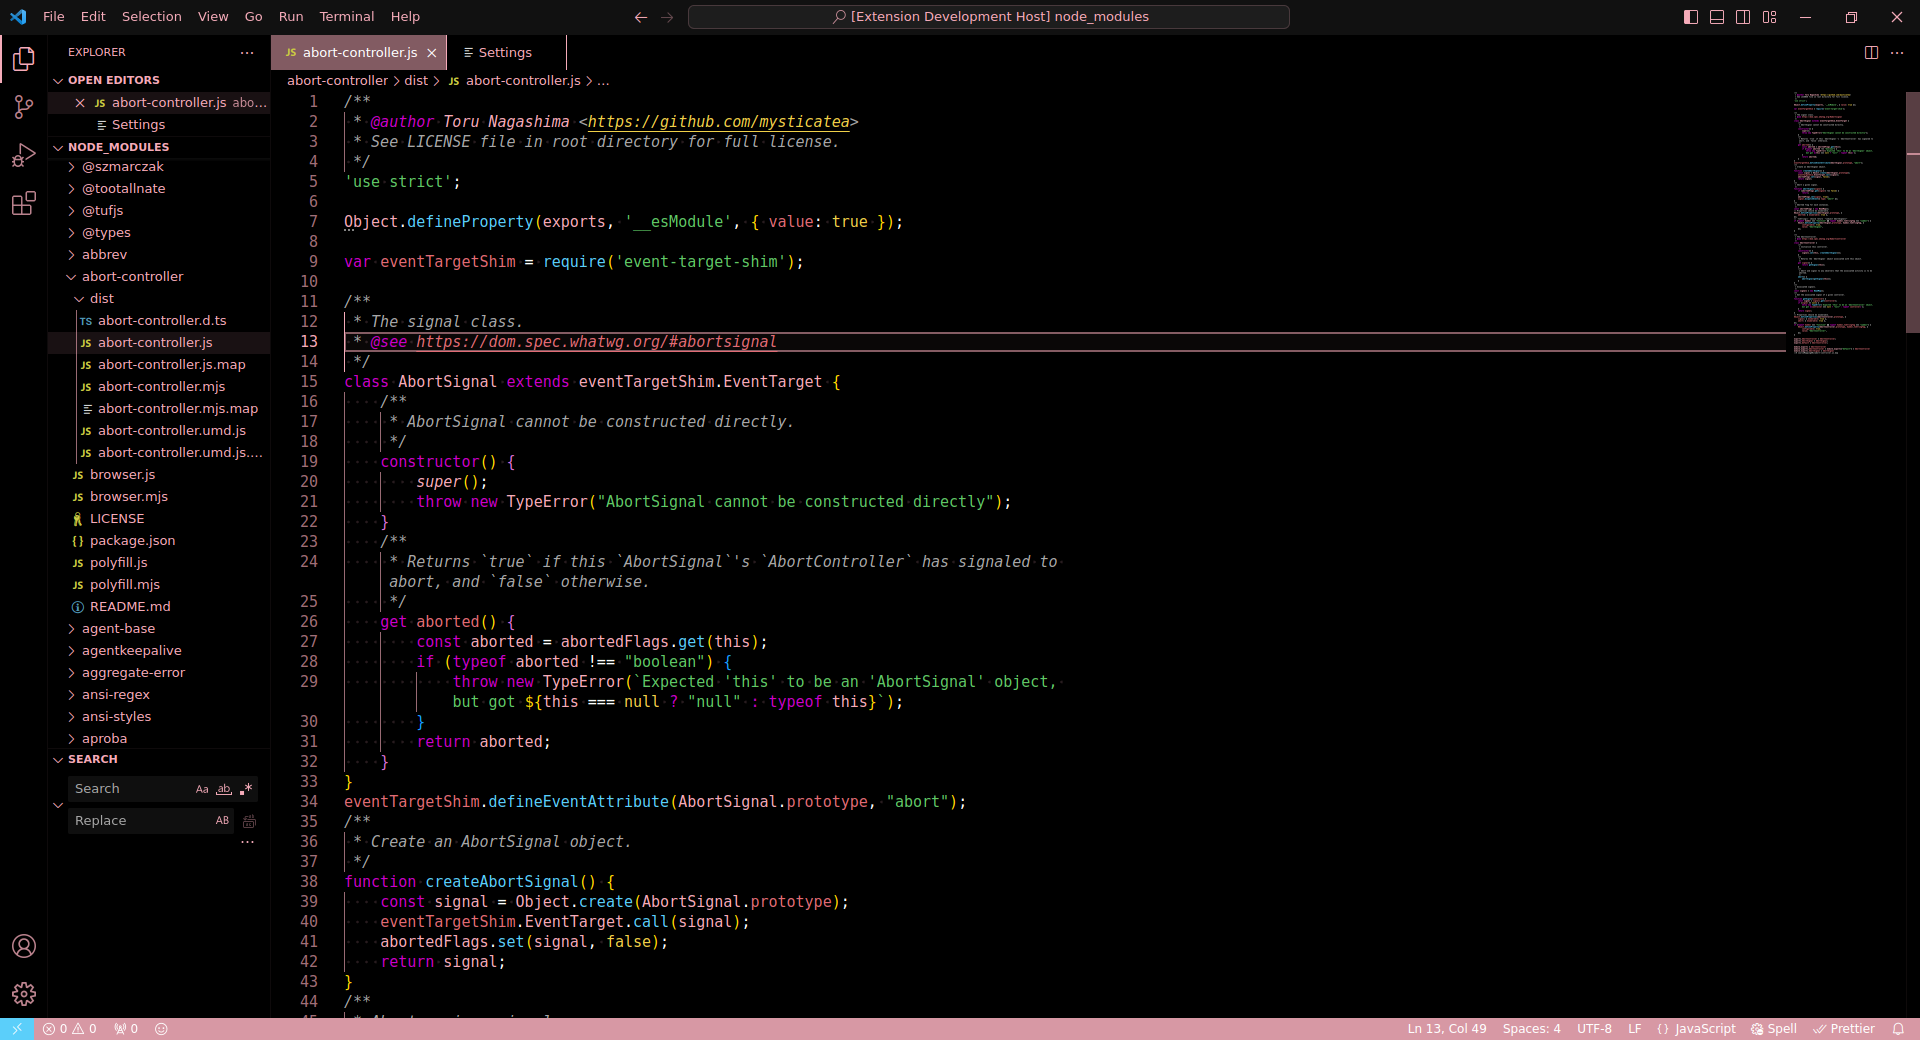 File Edit Selection View Go Run Terminal Help
[Extension Development Host] node_modules
EXPLORER
OPEN EDITORS
JS abort-controller.js abo...
Settings
NODE_MODULES
@szmarczak
@tootallnate
@tufjs
@types
abbrev
abort-controller
dist
TS abort-controller.d.ts
JS abort-controller.js
JS abort-controller.js.map
JS abort-controller.mjs
abort-controller.mjs.map
JS abort-controller.umd.js
JS abort-controller.umd.js....
JS browser.js
JS browser.mjs
LICENSE
{} package.json
JS polyfill.js
JS polyfill.mjs
README.md
agent-base
agentkeepalive
aggregate-error
ansi-regex
ansi-styles
aproba
SEARCH
Search Aa ab .*
Replace AB
...
JS abort-controller.js
Settings
abort-controller > dist > JS abort-controller.js > ...
1 /**
2  * @author Toru Nagashima <https://github.com/mysticatea>
3  * See LICENSE file in root directory for full license.
4  */
5 'use strict';
6
7 Object.defineProperty(exports, '__esModule', { value: true });
8
9 var eventTargetShim = require('event-target-shim');
10
11 /**
12  * The signal class.
13  * @see https://dom.spec.whatwg.org/#abortsignal
14  */
15 class AbortSignal extends eventTargetShim.EventTarget {
16     /**
17      * AbortSignal cannot be constructed directly.
18      */
19     constructor() {
20         super();
21         throw new TypeError("AbortSignal cannot be constructed directly");
22     }
23     /**
24      * Returns `true` if this `AbortSignal`'s `AbortController` has signaled to
     abort, and `false` otherwise.
25      */
26     get aborted() {
27         const aborted = abortedFlags.get(this);
28         if (typeof aborted !== "boolean") {
29             throw new TypeError(`Expected 'this' to be an 'AbortSignal' object,
            but got ${this === null ? "null" : typeof this}`);
30         }
31         return aborted;
32     }
33 }
34 eventTargetShim.defineEventAttribute(AbortSignal.prototype, "abort");
35 /**
36  * Create an AbortSignal object.
37  */
38 function createAbortSignal() {
39     const signal = Object.create(AbortSignal.prototype);
40     eventTargetShim.EventTarget.call(signal);
41     abortedFlags.set(signal, false);
42     return signal;
43 }
44 /**
0 0 0
Ln 13, Col 49 Spaces: 4 UTF-8 LF {} JavaScript Spell Prettier